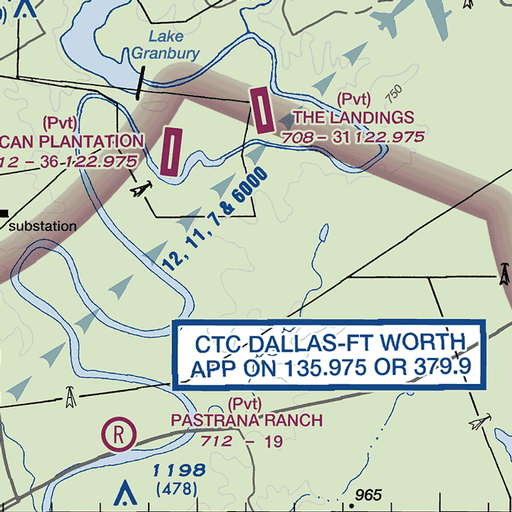 Lake
Granbury
750
(Pvt)
THE LANDINGS
708 – 31 122.975
(Pvt)
CAN PLANTATION
12 – 36 122.975
12, 11, 7 & 6000
substation
CTC DALLAS-FT WORTH
APP ON 135.975 OR 379.9
(Pvt)
PASTRANA RANCH
712 – 19
R
1198
(478)
965